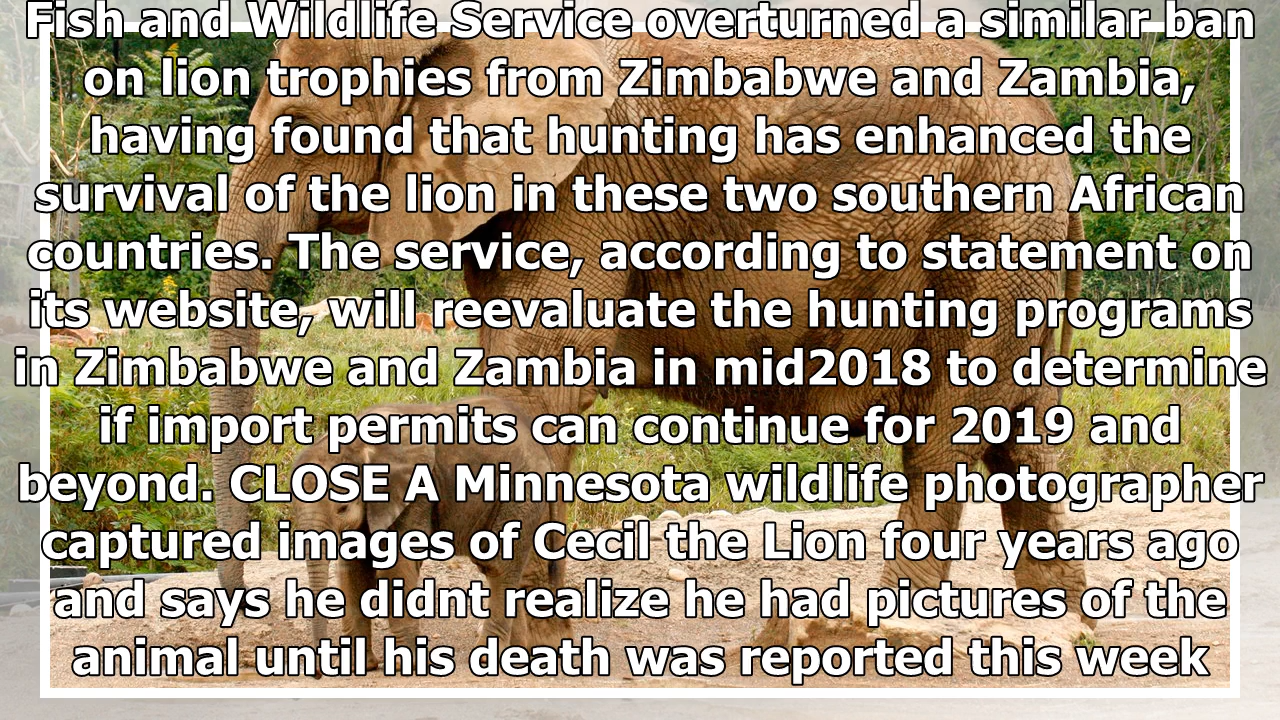 Fish and Wildlife Service overturned a similar ban
on lion trophies from Zimbabwe and Zambia,
having found that hunting has enhanced the
survival of the lion in these two southern African
countries. The service, according to statement on
its website, will reevaluate the hunting programs
in Zimbabwe and Zambia in mid2018 to determine
if import permits can continue for 2019 and
beyond. CLOSE A Minnesota wildlife photographer
captured images of Cecil the Lion four years ago
and says he didnt realize he had pictures of the
animal until his death was reported this week